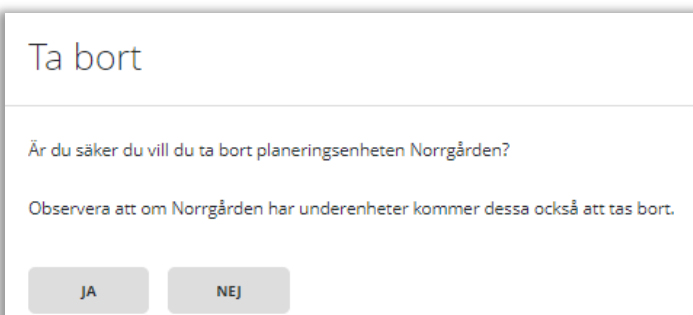 Ta bort
Är du säker du vill du ta bort planeringsenheten Norrgården?
Observera att om Norrgården har underenheter kommer dessa också att tas bort.
JA
NEJ